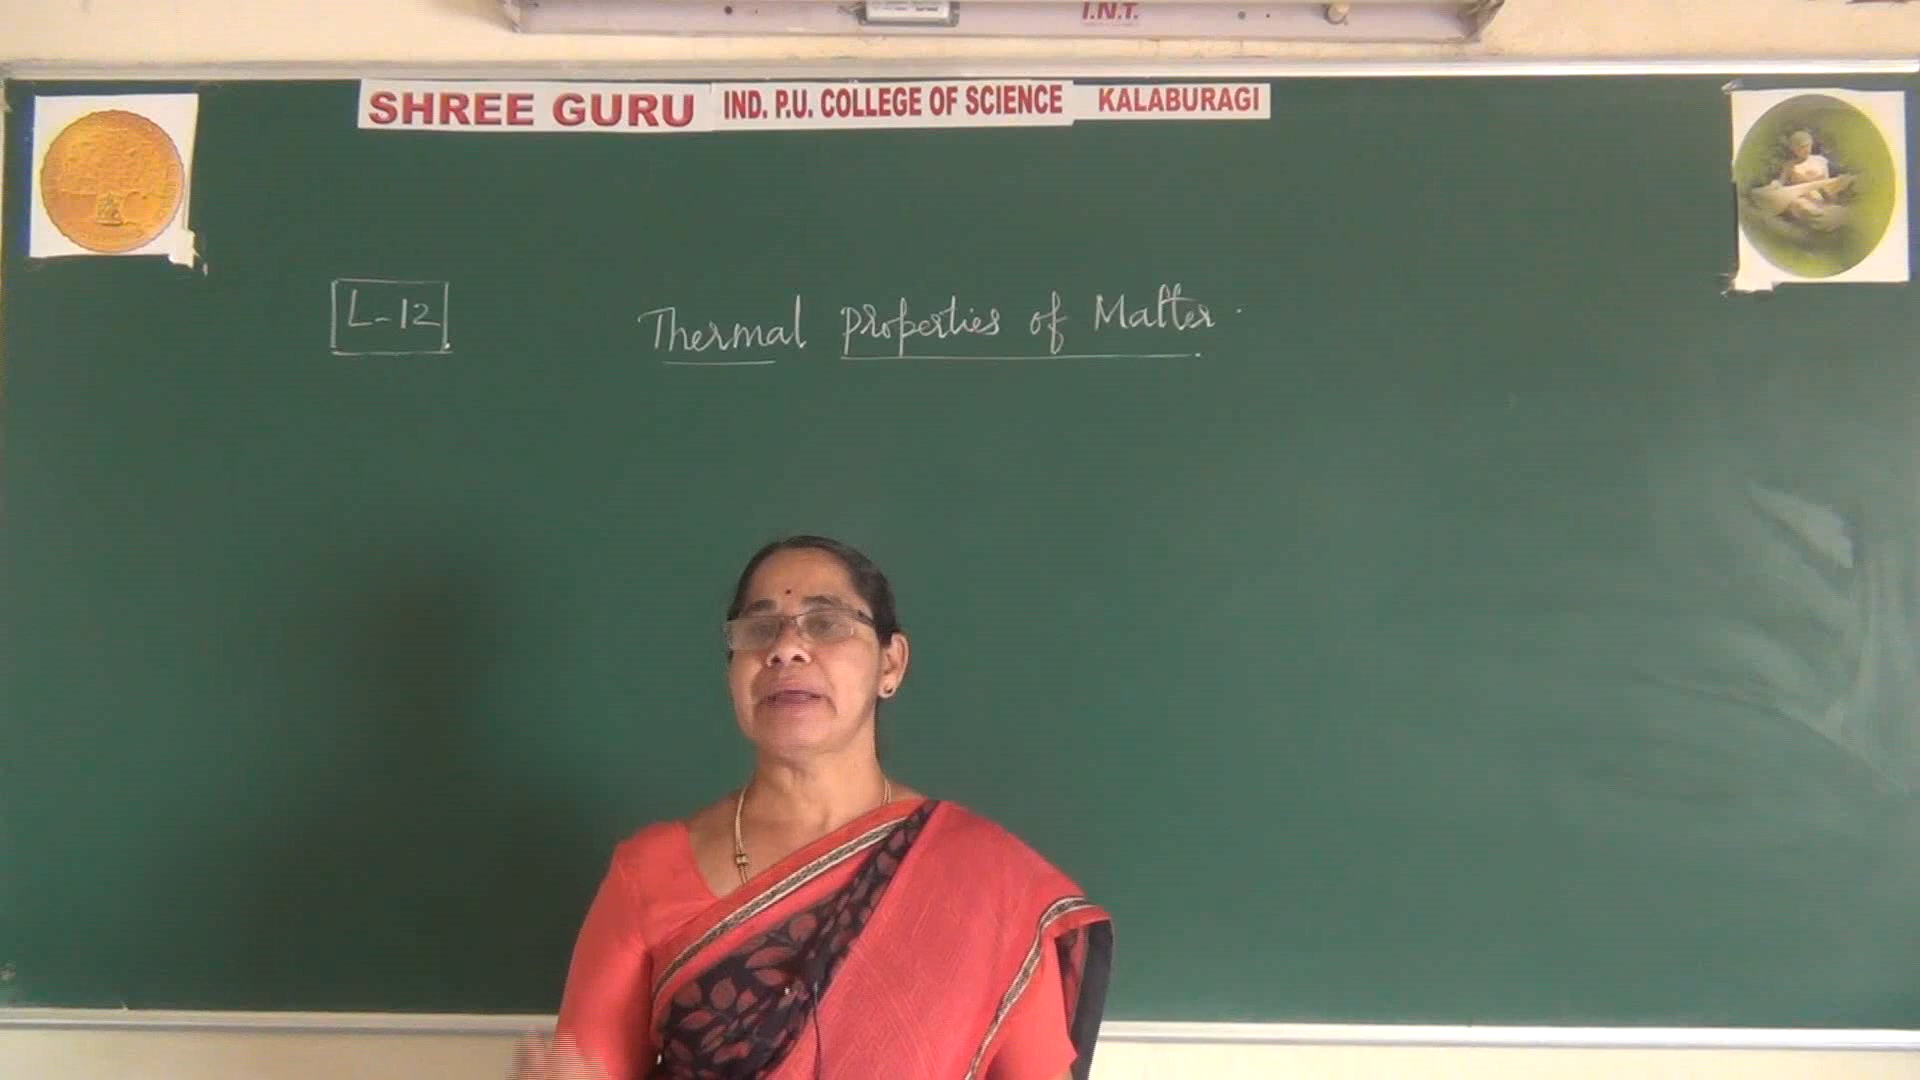 I.N.T.
SHREE GURU IND. P.U. COLLEGE OF SCIENCE KALABURAGI
L-12
Thermal Properties of Matter.